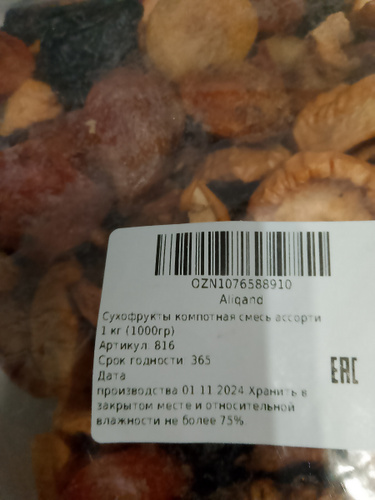 OZN1076588910
Aliqand
Сухофрукты компотная смесь ассорти
1 кг (1000гр)
Артикул: 816
Срок годности: 365
Дата
производства 01.11.2024 Хранить в
закрытом месте и относительной
влажности не более 75%
EAC